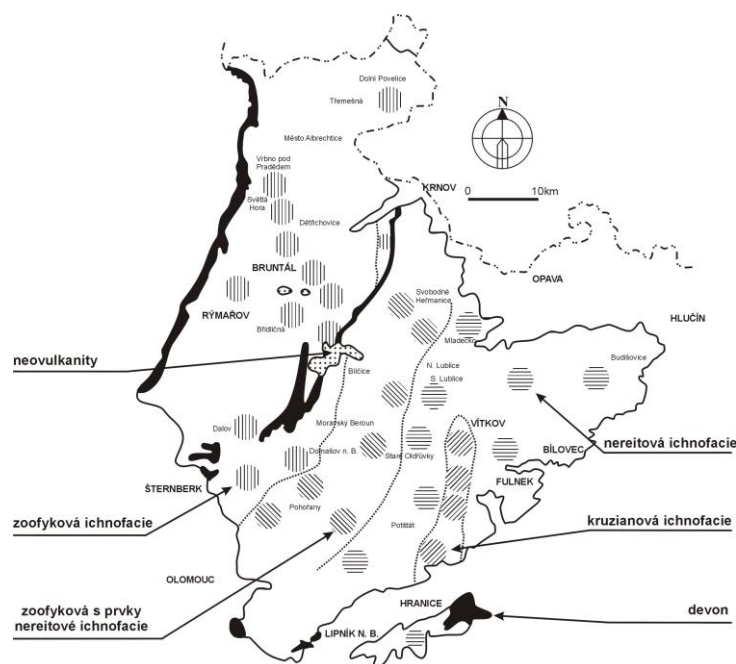 Dolni Povelice
Třemešná
N
Město Albrechtice
Vrbno pod
Pradědem
KRNOV
0 10km
Světlá
Hora
Dětřichovice
BRUNTÁL
OPAVA
Svobodné
Heřmanice
RÝMAŘOV
HLUČÍN
Břidličná
Mladecko
neovulkanity
Bílčice
N. Lublice
S. Lublice
Budišovice
Dalov
Moravský Beroun
VÍTKOV
nereitová ichnofacie
Domašov n. B.
Staré Oldřůvky
BÍLOVEC
ŠTERNBERK
FULNEK
zoofyková ichnofacie
Pohořany
Potštát
kruzianová ichnofacie
OLOMOUC
zoofyková s prvky
nereitové ichnofacie
HRANICE
devon
LIPNÍK N. B.